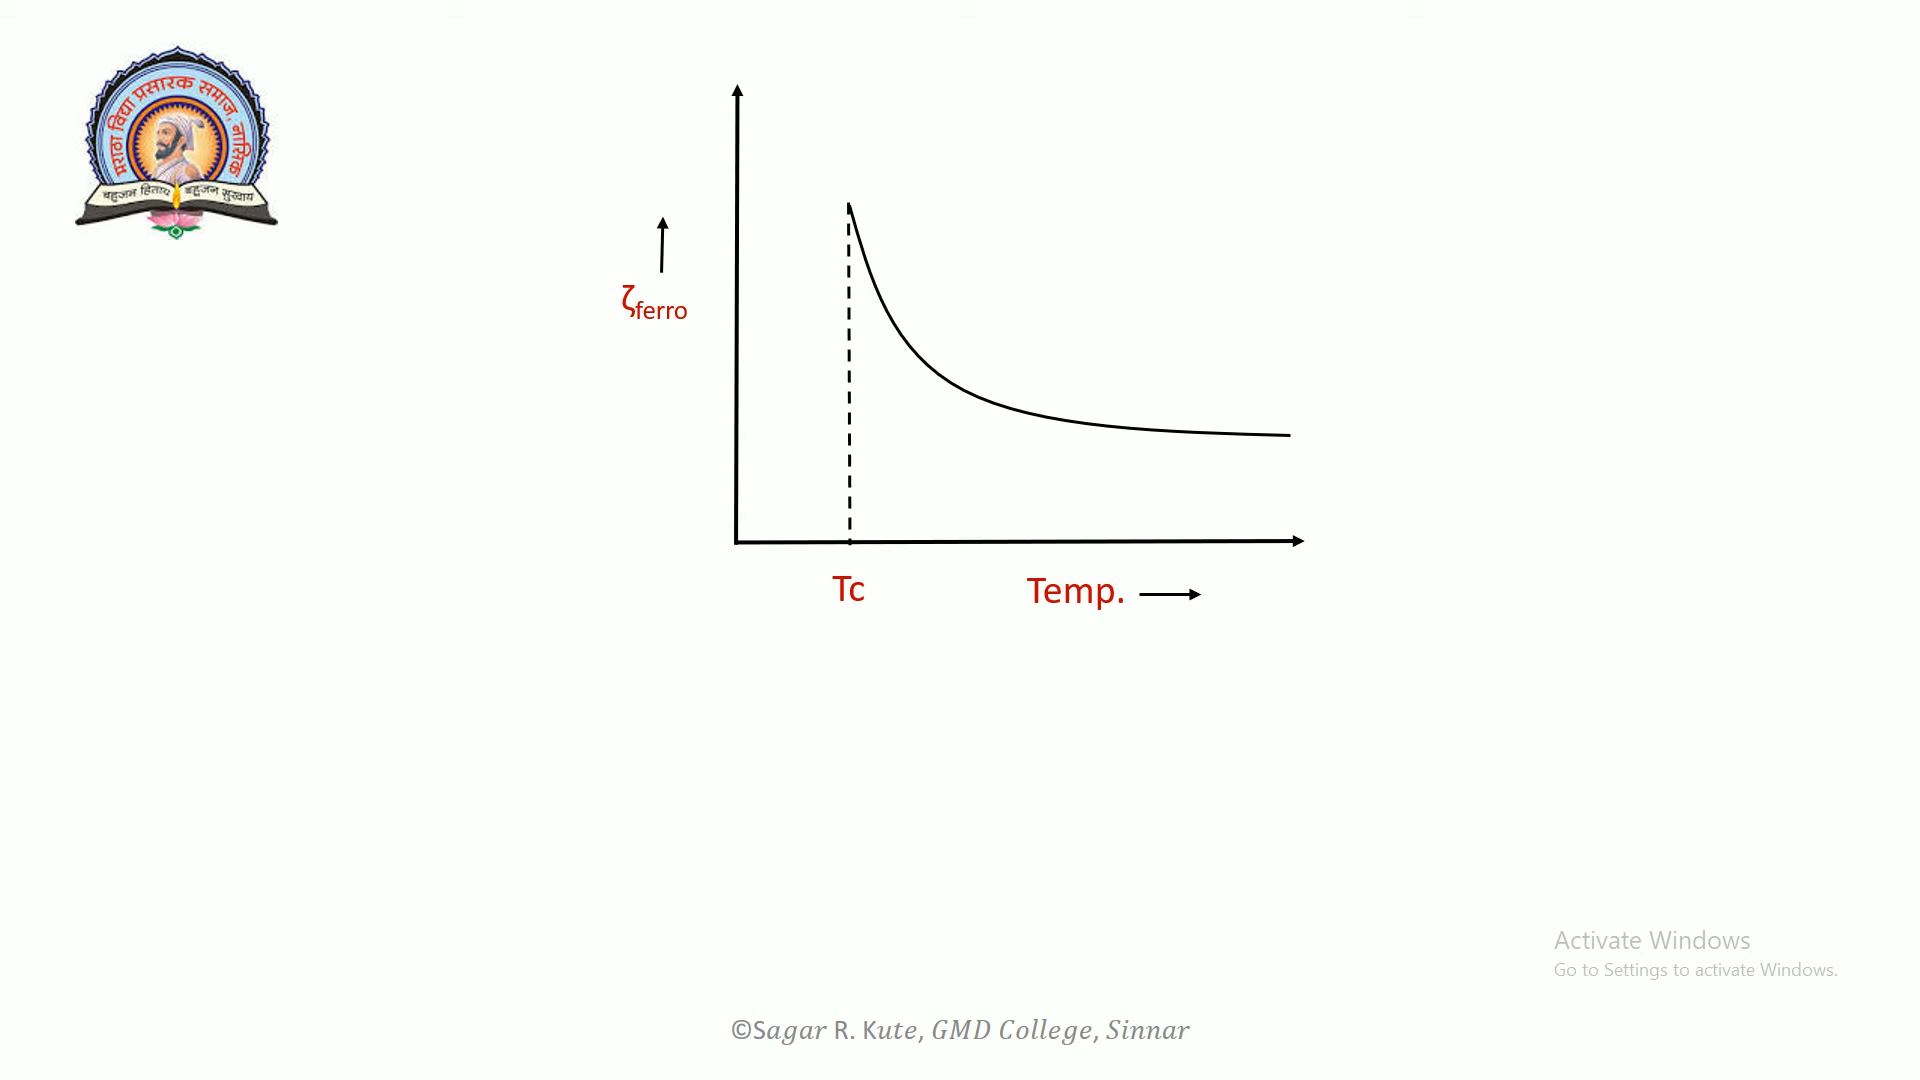 मराठा विद्या प्रसारक समाज, नाशिक
बहुजन हिताय बहुजन सुखाय
ζferro
Tc
Temp.
Activate Windows
Go to Settings to activate Windows.
©Sagar R. Kute, GMD College, Sinnar